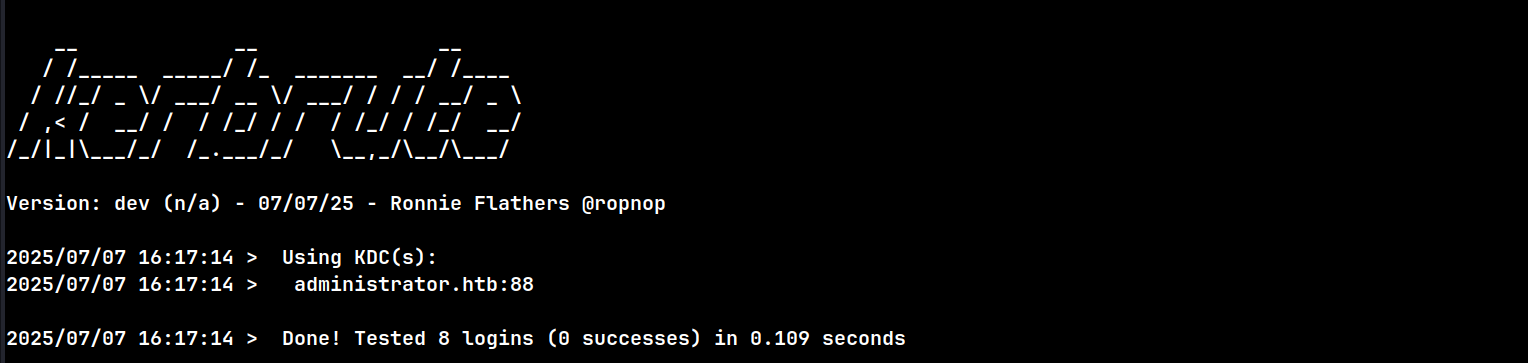 __             __               __
   / /_____  _____/ /_  _______  __/ /____
  / //_/ _ \/ ___/ __ \/ ___/ / / / __/ _ \
 / ,< /  __/ /  / /_/ / /  / /_/ / /_/  __/
/_/|_|\___/_/  /_.___/_/   \__,_/\__/\___/
Version: dev (n/a) - 07/07/25 - Ronnie Flathers @ropnop
2025/07/07 16:17:14 >  Using KDC(s):
2025/07/07 16:17:14 >   administrator.htb:88
2025/07/07 16:17:14 >  Done! Tested 8 logins (0 successes) in 0.109 seconds